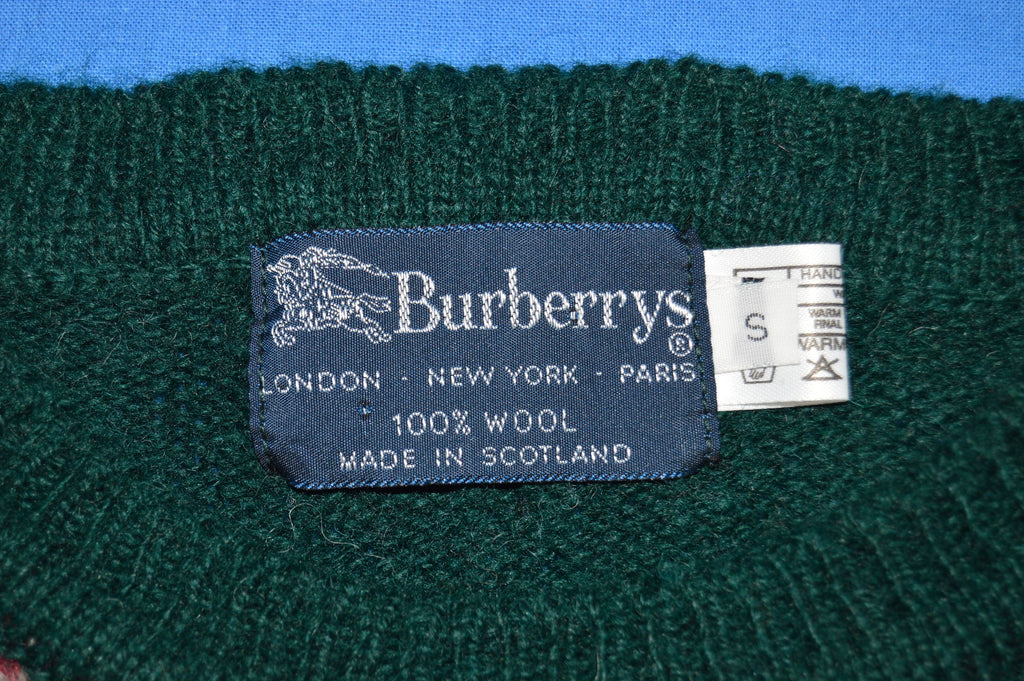 Burberrys
®
LONDON - NEW YORK - PARIS
100% WOOL
MADE IN SCOTLAND
S
HAND
W
WARM
FINAL
WARM